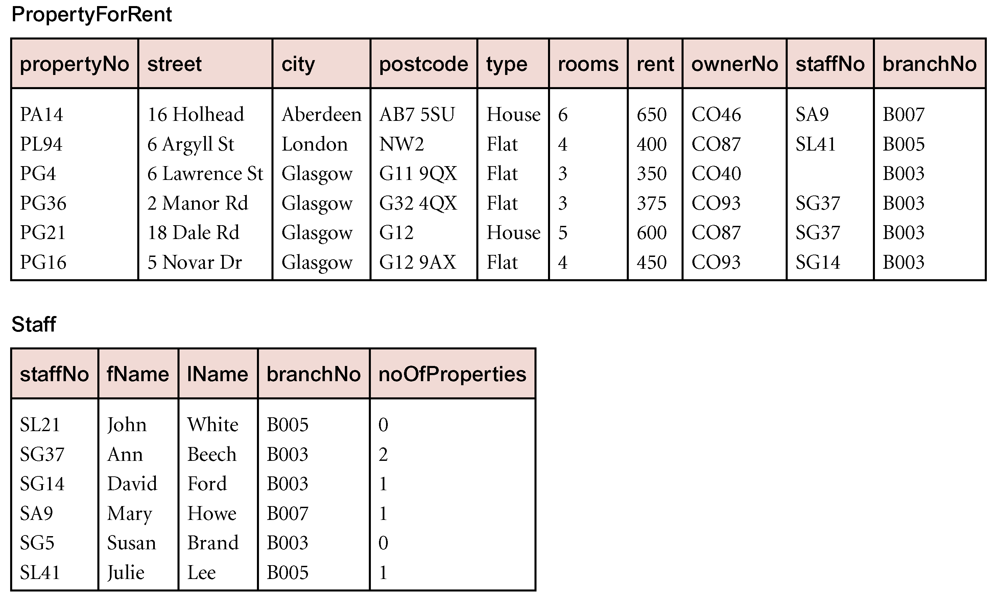 PropertyForRent
propertyNo street city postcode type rooms rent ownerNo staffNo branchNo
PA14 16 Holhead Aberdeen AB7 5SU House 6 650 CO46 SA9 B007
PL94 6 Argyll St London NW2 Flat 4 400 CO87 SL41 B005
PG4 6 Lawrence St Glasgow G11 9QX Flat 3 350 CO40 B003
PG36 2 Manor Rd Glasgow G32 4QX Flat 3 375 CO93 SG37 B003
PG21 18 Dale Rd Glasgow G12 House 5 600 CO87 SG37 B003
PG16 5 Novar Dr Glasgow G12 9AX Flat 4 450 CO93 SG14 B003
Staff
staffNo fName lName branchNo noOfProperties
SL21 John White B005 0
SG37 Ann Beech B003 2
SG14 David Ford B003 1
SA9 Mary Howe B007 1
SG5 Susan Brand B003 0
SL41 Julie Lee B005 1